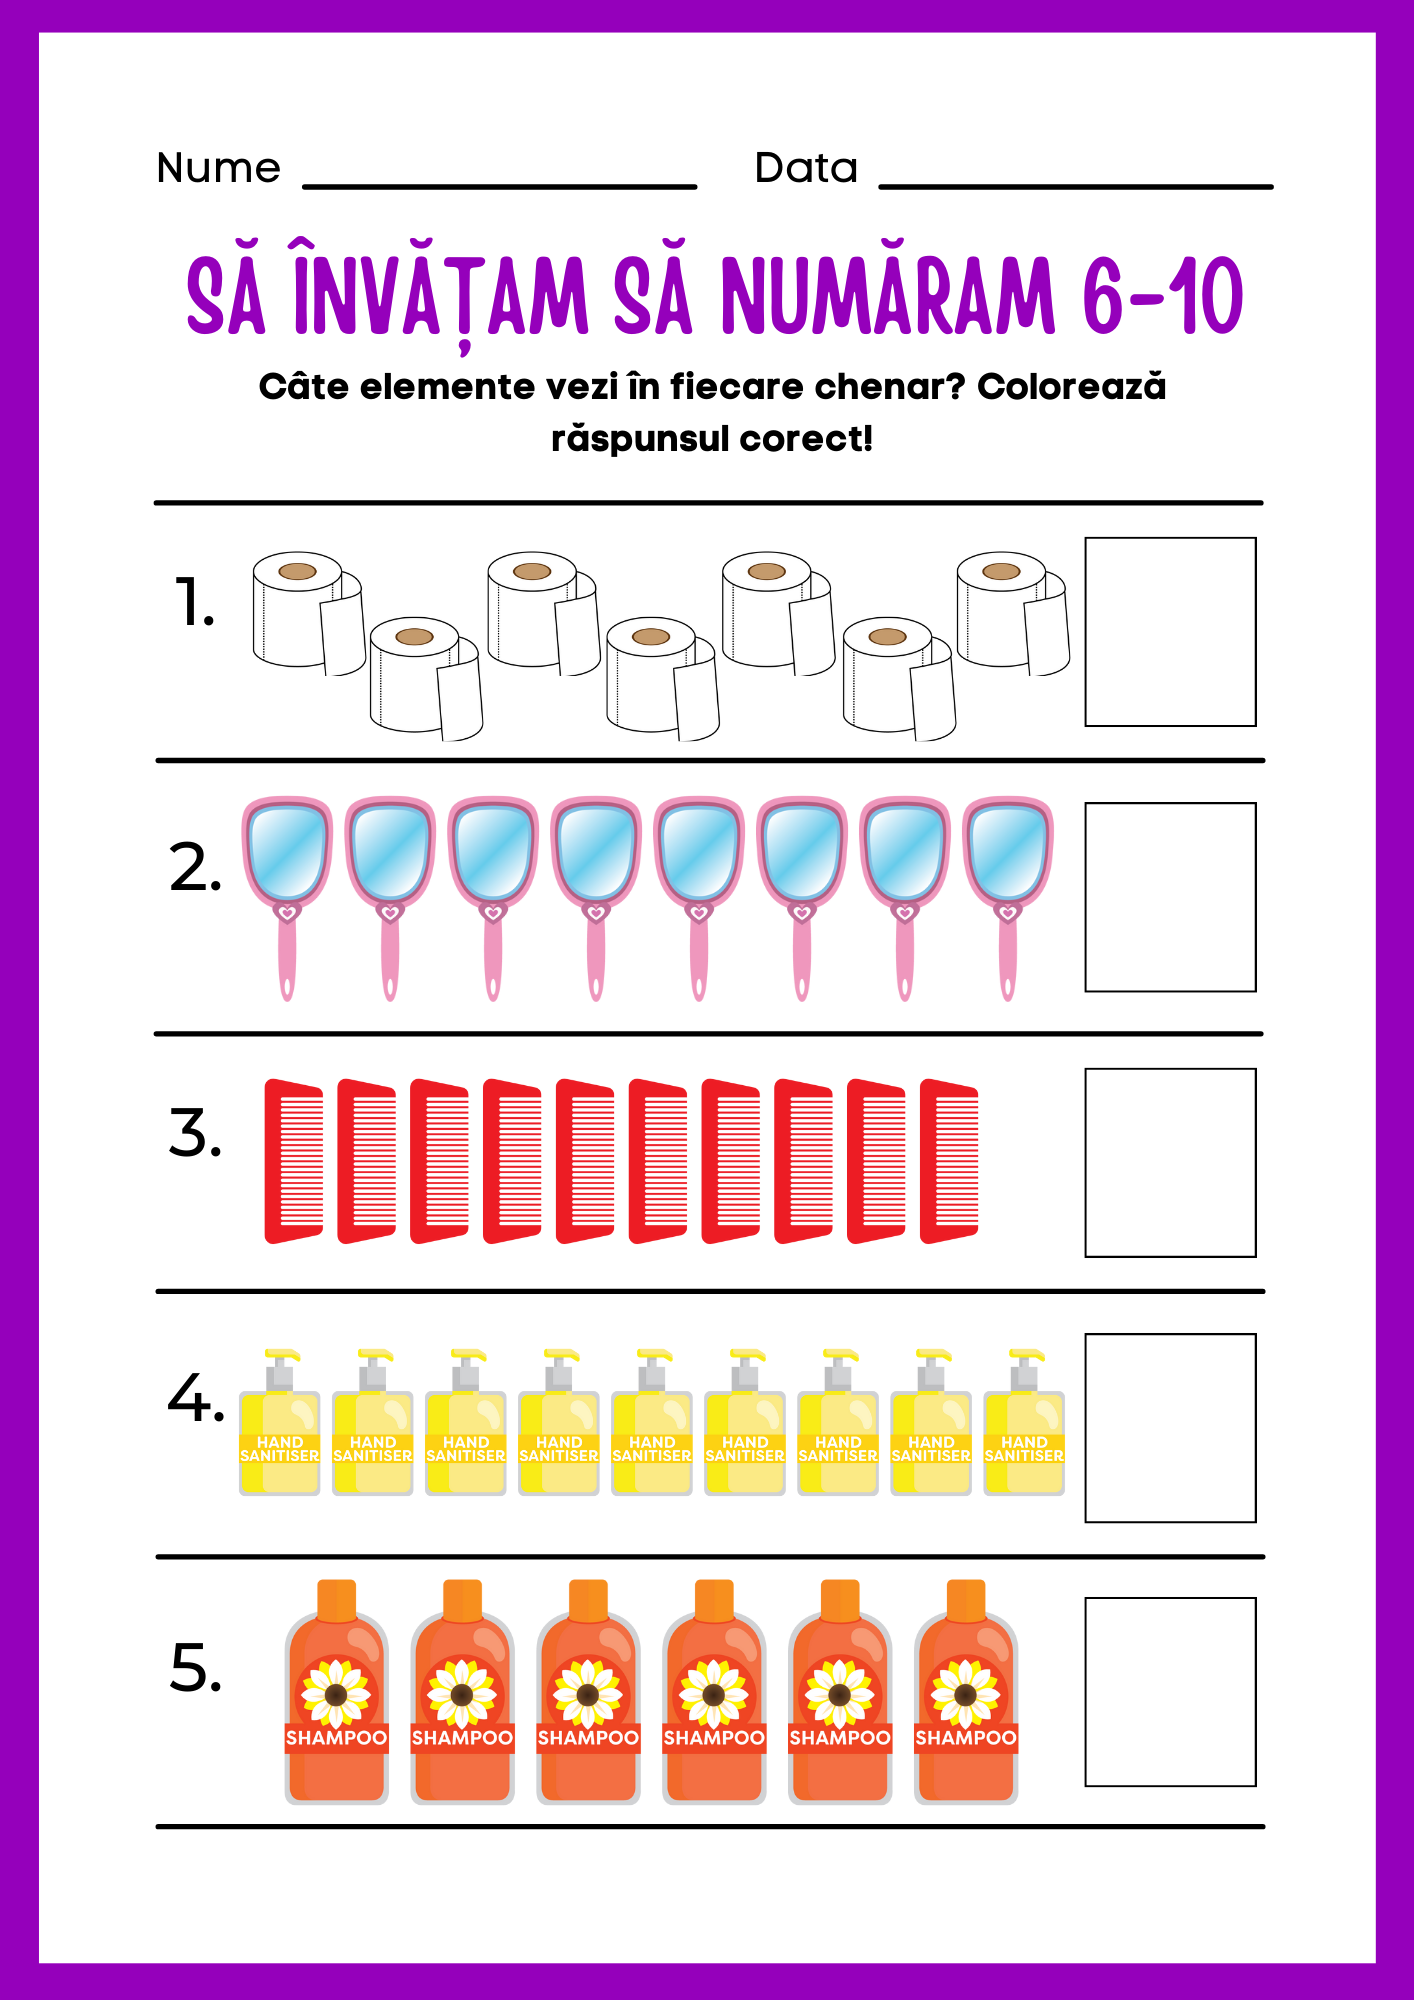 Nume Data
SĂ ÎNVĂȚAM SĂ NUMĂRAM 6-10
Câte elemente vezi în fiecare chenar? Colorează
răspunsul corect!
1.
2.
3.
4.
HAND HAND HAND HAND HAND HAND HAND HAND HAND
SANITISER SANITISER SANITISER SANITISER SANITISER SANITISER SANITISER SANITISER SANITISER
5.
SHAMPOO SHAMPOO SHAMPOO SHAMPOO SHAMPOO SHAMPOO